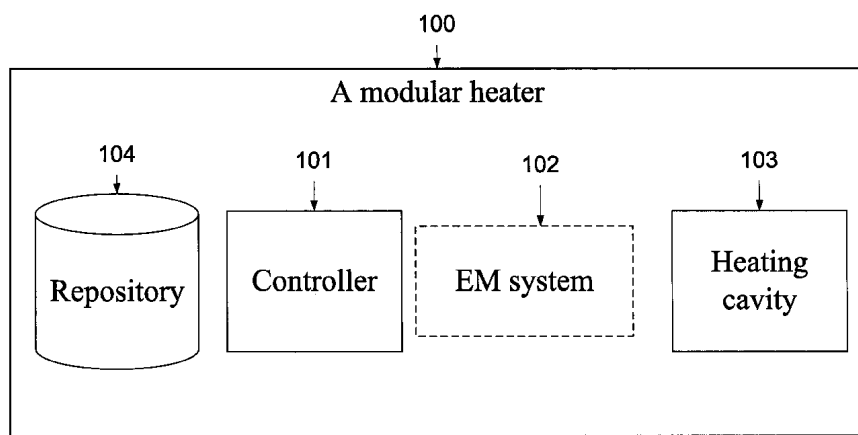 100
A modular heater
104
101
102
103
Repository
Controller
EM system
Heating
cavity